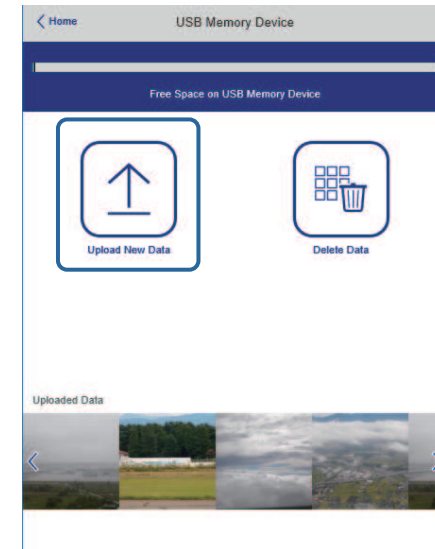 Home
USB Memory Device
Free Space on USB Memory Device
Upload New Data
Delete Data
Uploaded Data